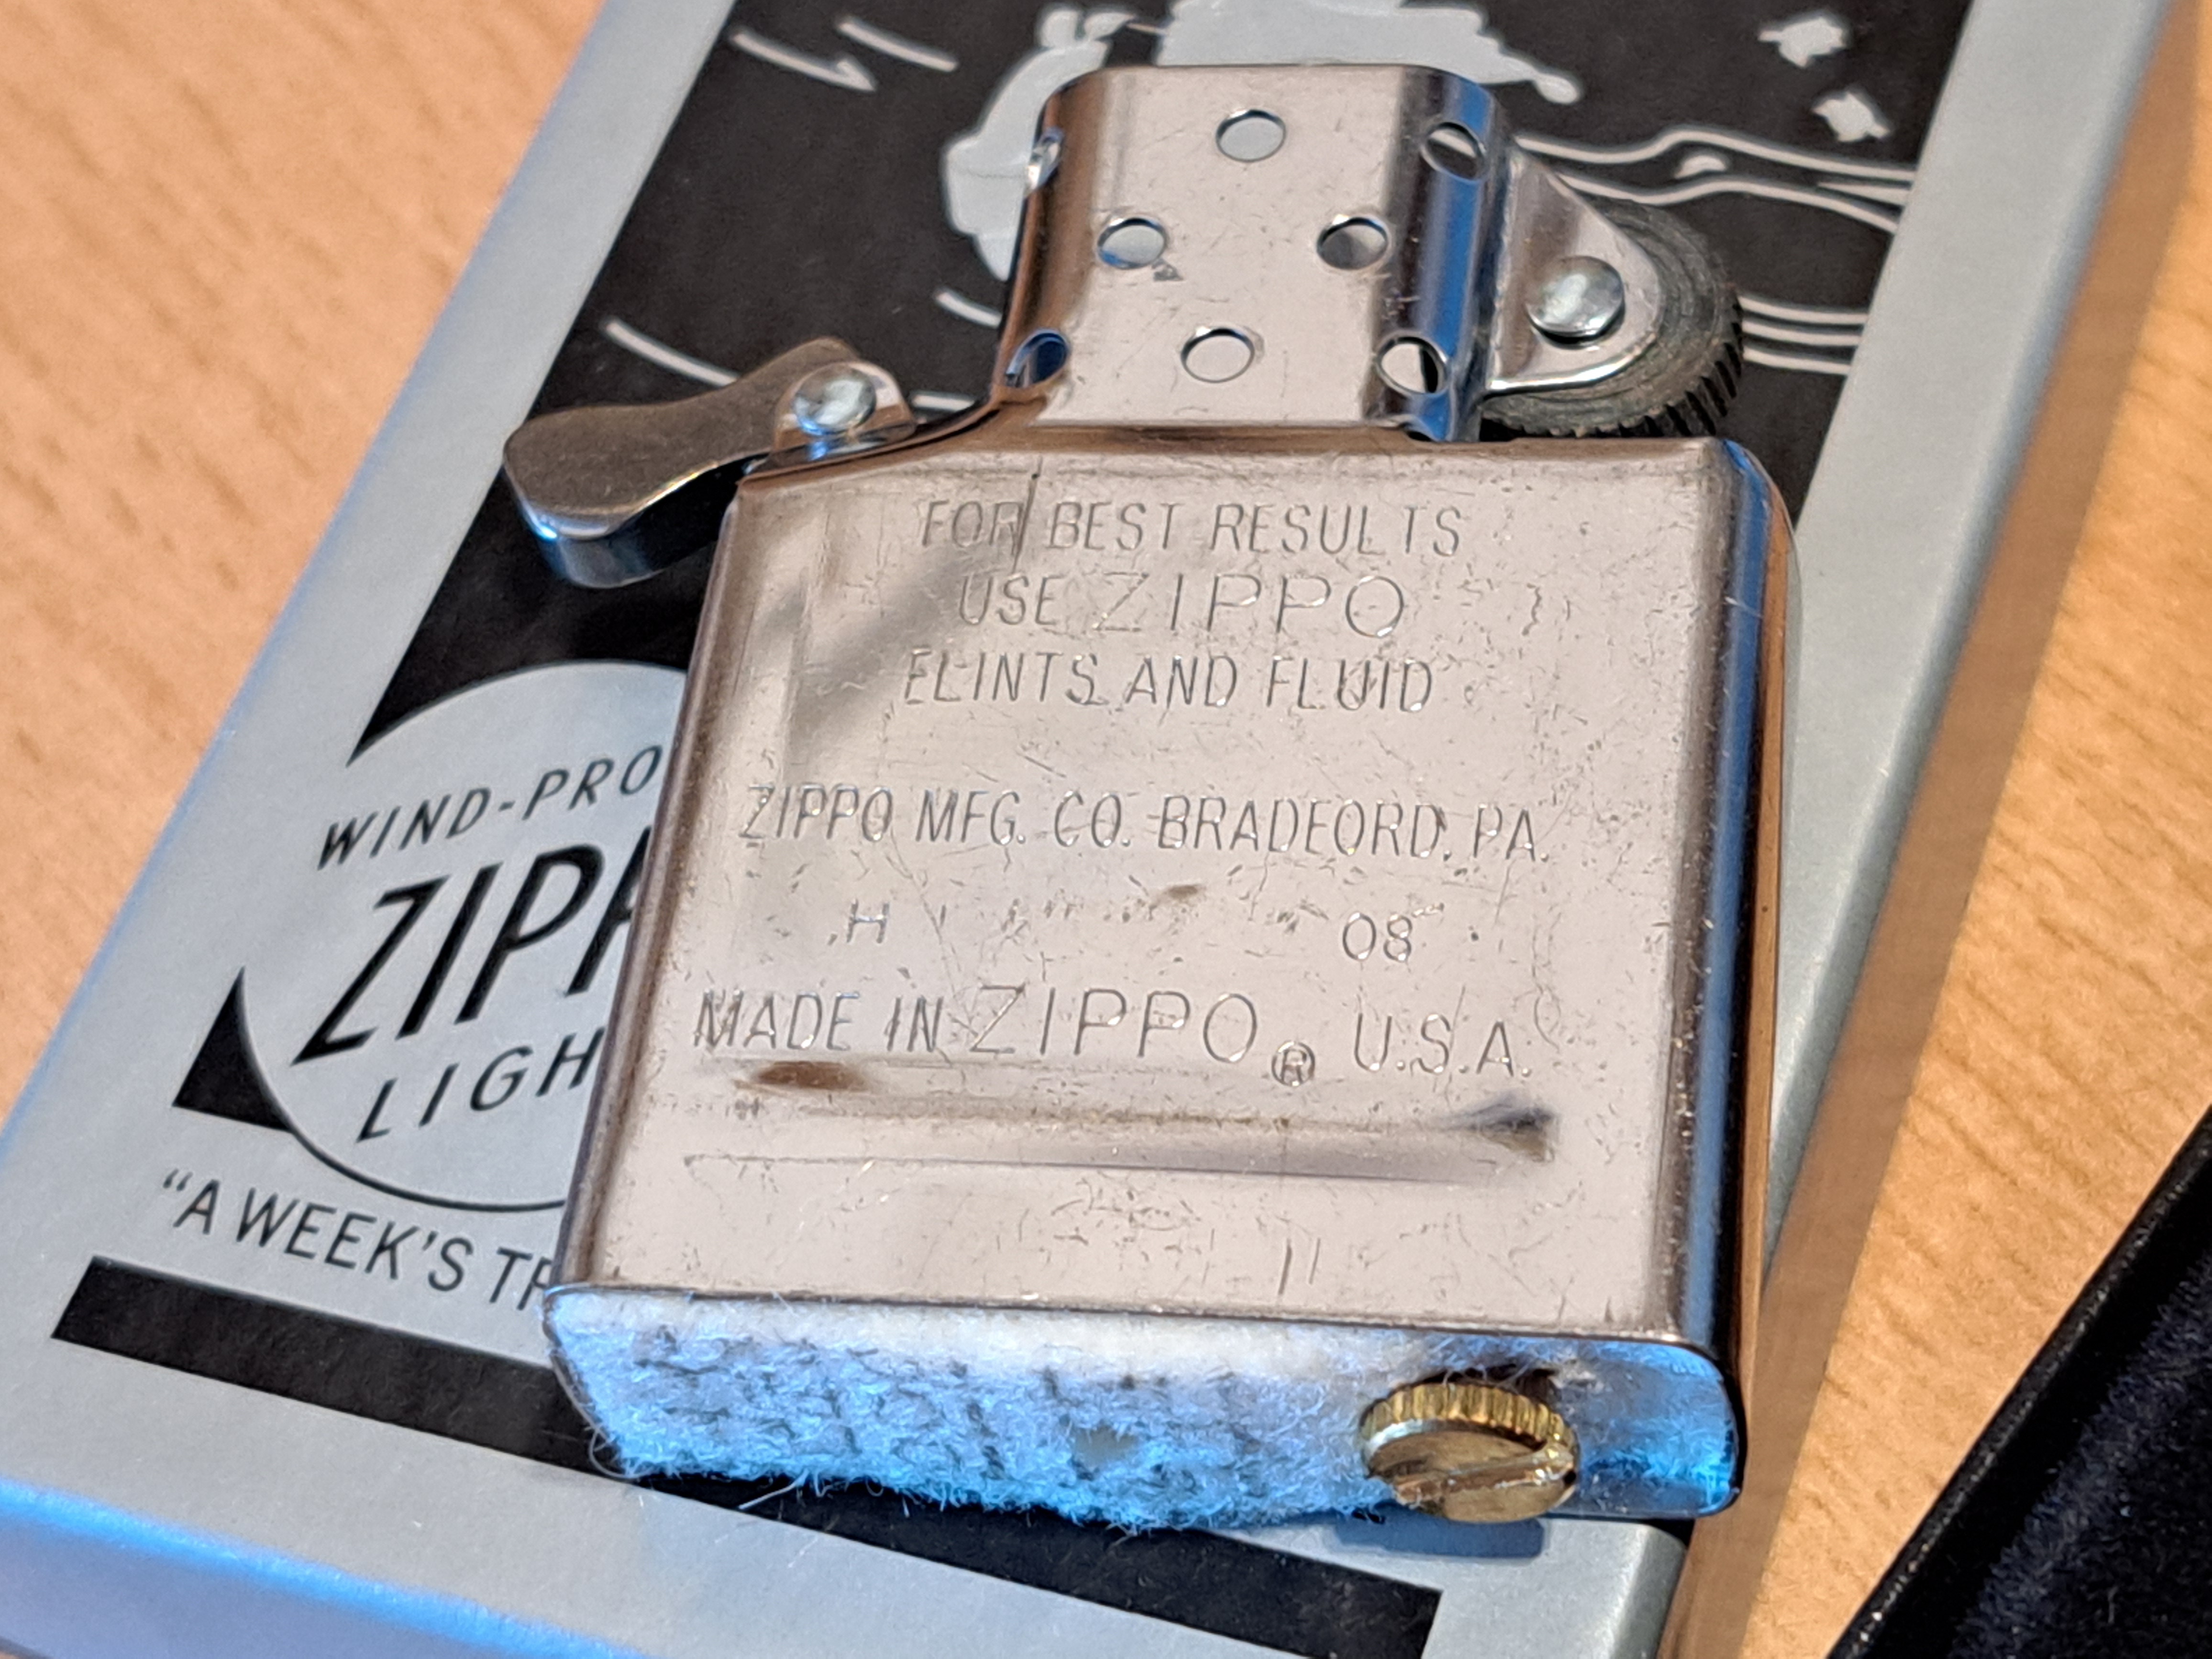 FOR BEST RESULTS
USE ZIPPO
FLINTS AND FLUID
ZIPPO MFG. CO. BRADFORD, PA.
H 08
MADE IN ZIPPO® U.S.A.
WIND-PRO
ZIPP
LIGH
“A WEEK’S TR